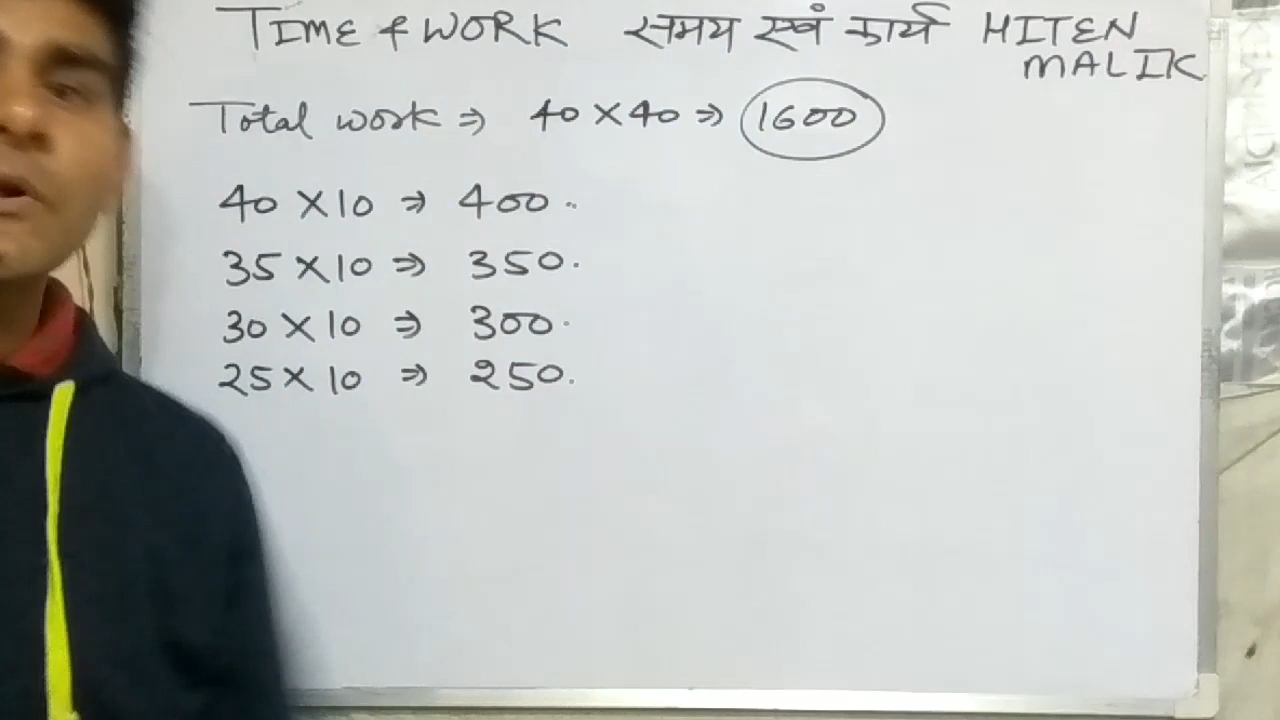 TIME & WORK समय एवं कार्य HITEN
MALIK
Total work ⇒ 40 × 40 ⇒ 1600
40 × 10 ⇒ 400
35 × 10 ⇒ 350
30 × 10 ⇒ 300
25 × 10 ⇒ 250